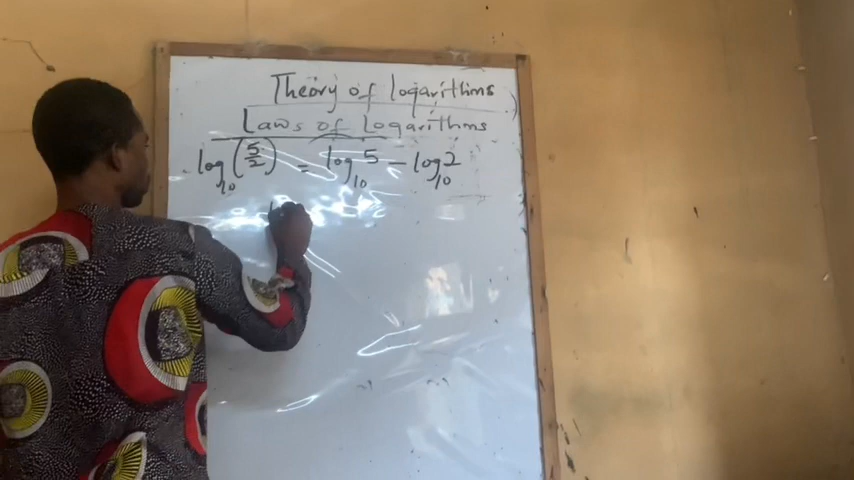 Theory of logarithms
Laws of Logarithms
log₁₀(5/2) = log₁₀5 − log₁₀2